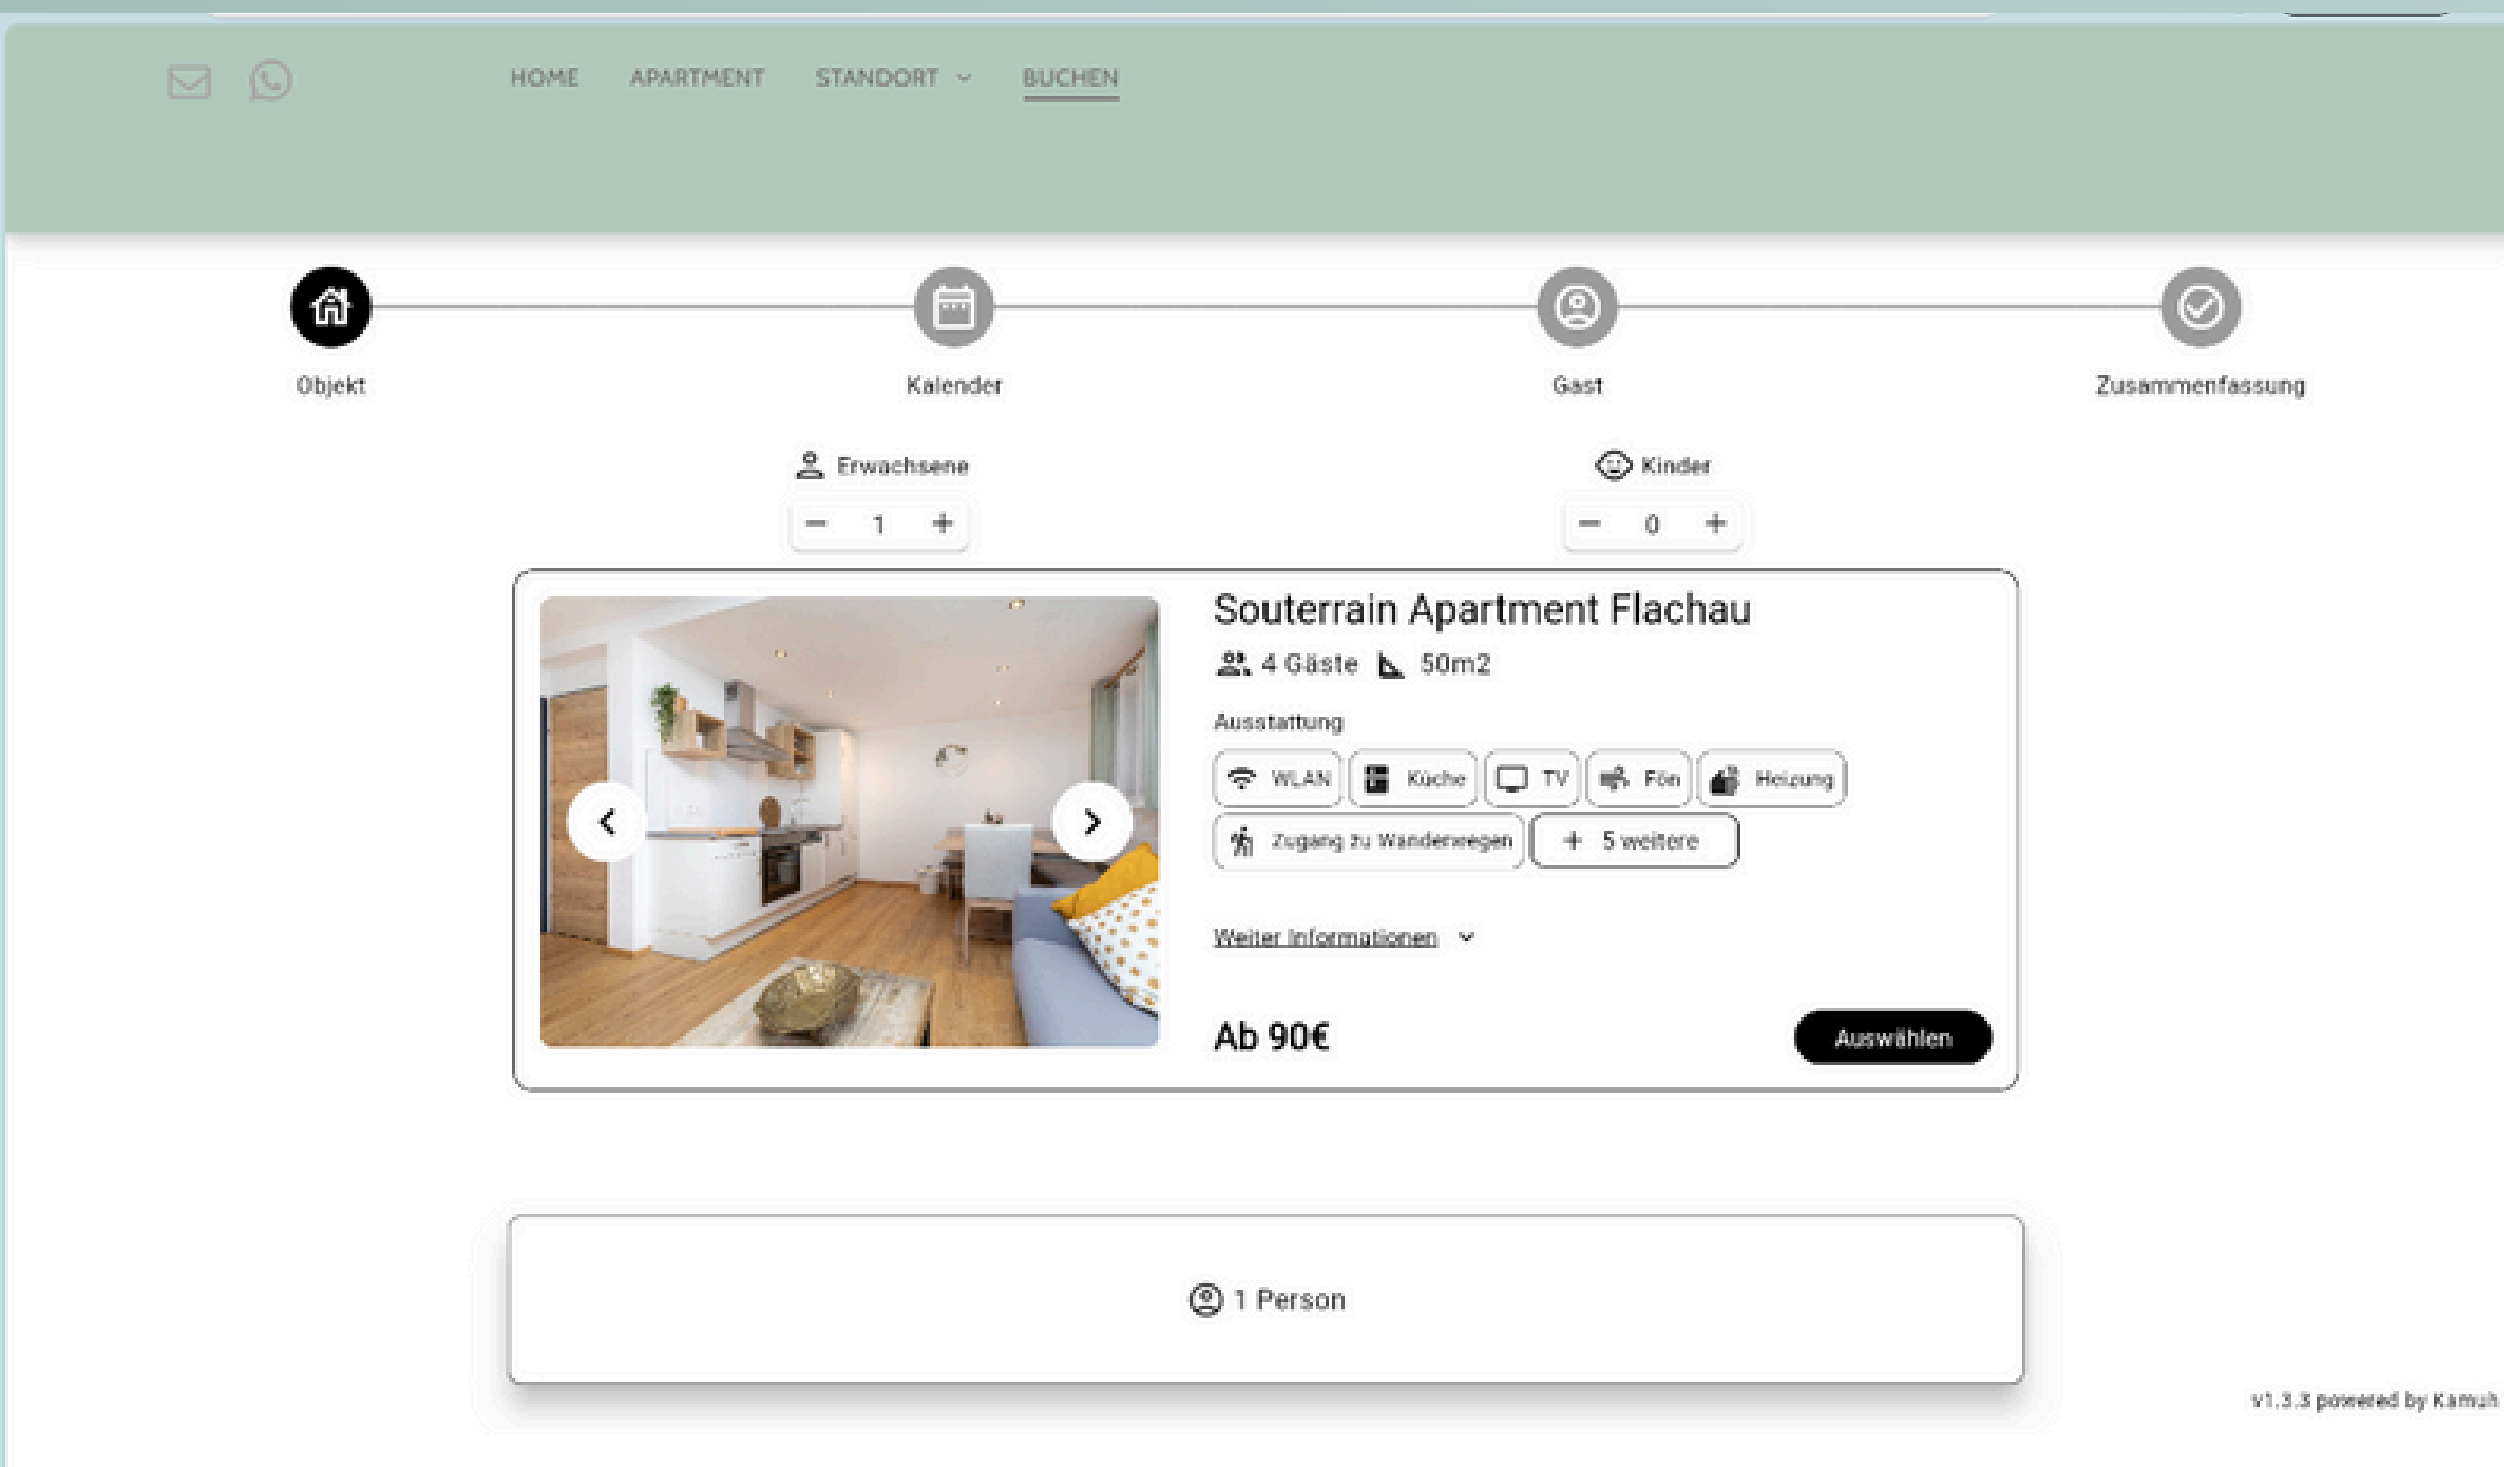 HOME APARTMENT STANDORT BUCHEN
Objekt Kalender Gast Zusammenfassung
Erwachsene Kinder
1 0
Souterrain Apartment Flachau
4 Gäste 50m2
Ausstattung
WLAN Küche TV Fön Heizung
Zugang zu Wanderwegen + 5 weitere
Weiter Informationen
Ab 90€ Auswählen
1 Person
v1.3.3 powered by Kamuh